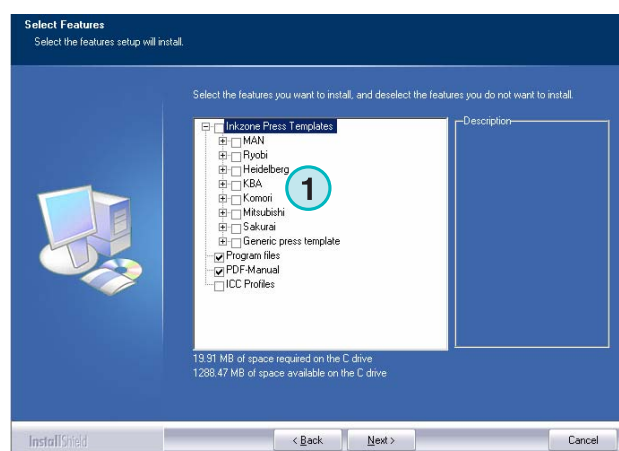 Select Features
Select the features setup will install.
Select the features you want to install, and deselect the features you do not want to install.
Inkzone Press Templates
MAN
Ryobi
Heidelberg
KBA
Komori
Mitsubishi
Sakurai
Generic press template
Program files
PDF-Manual
ICC Profiles
1
Description
19.91 MB of space required on the C drive
1288.47 MB of space available on the C drive
InstallShield
< Back
Next >
Cancel